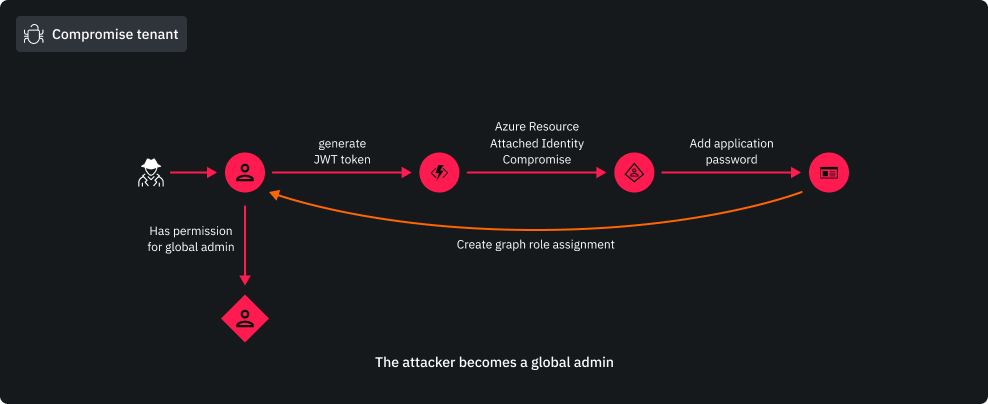 Compromise tenant
generate
JWT token
Azure Resource
Attached Identity
Compromise
Add application
password
Has permission
for global admin
Create graph role assignment
The attacker becomes a global admin